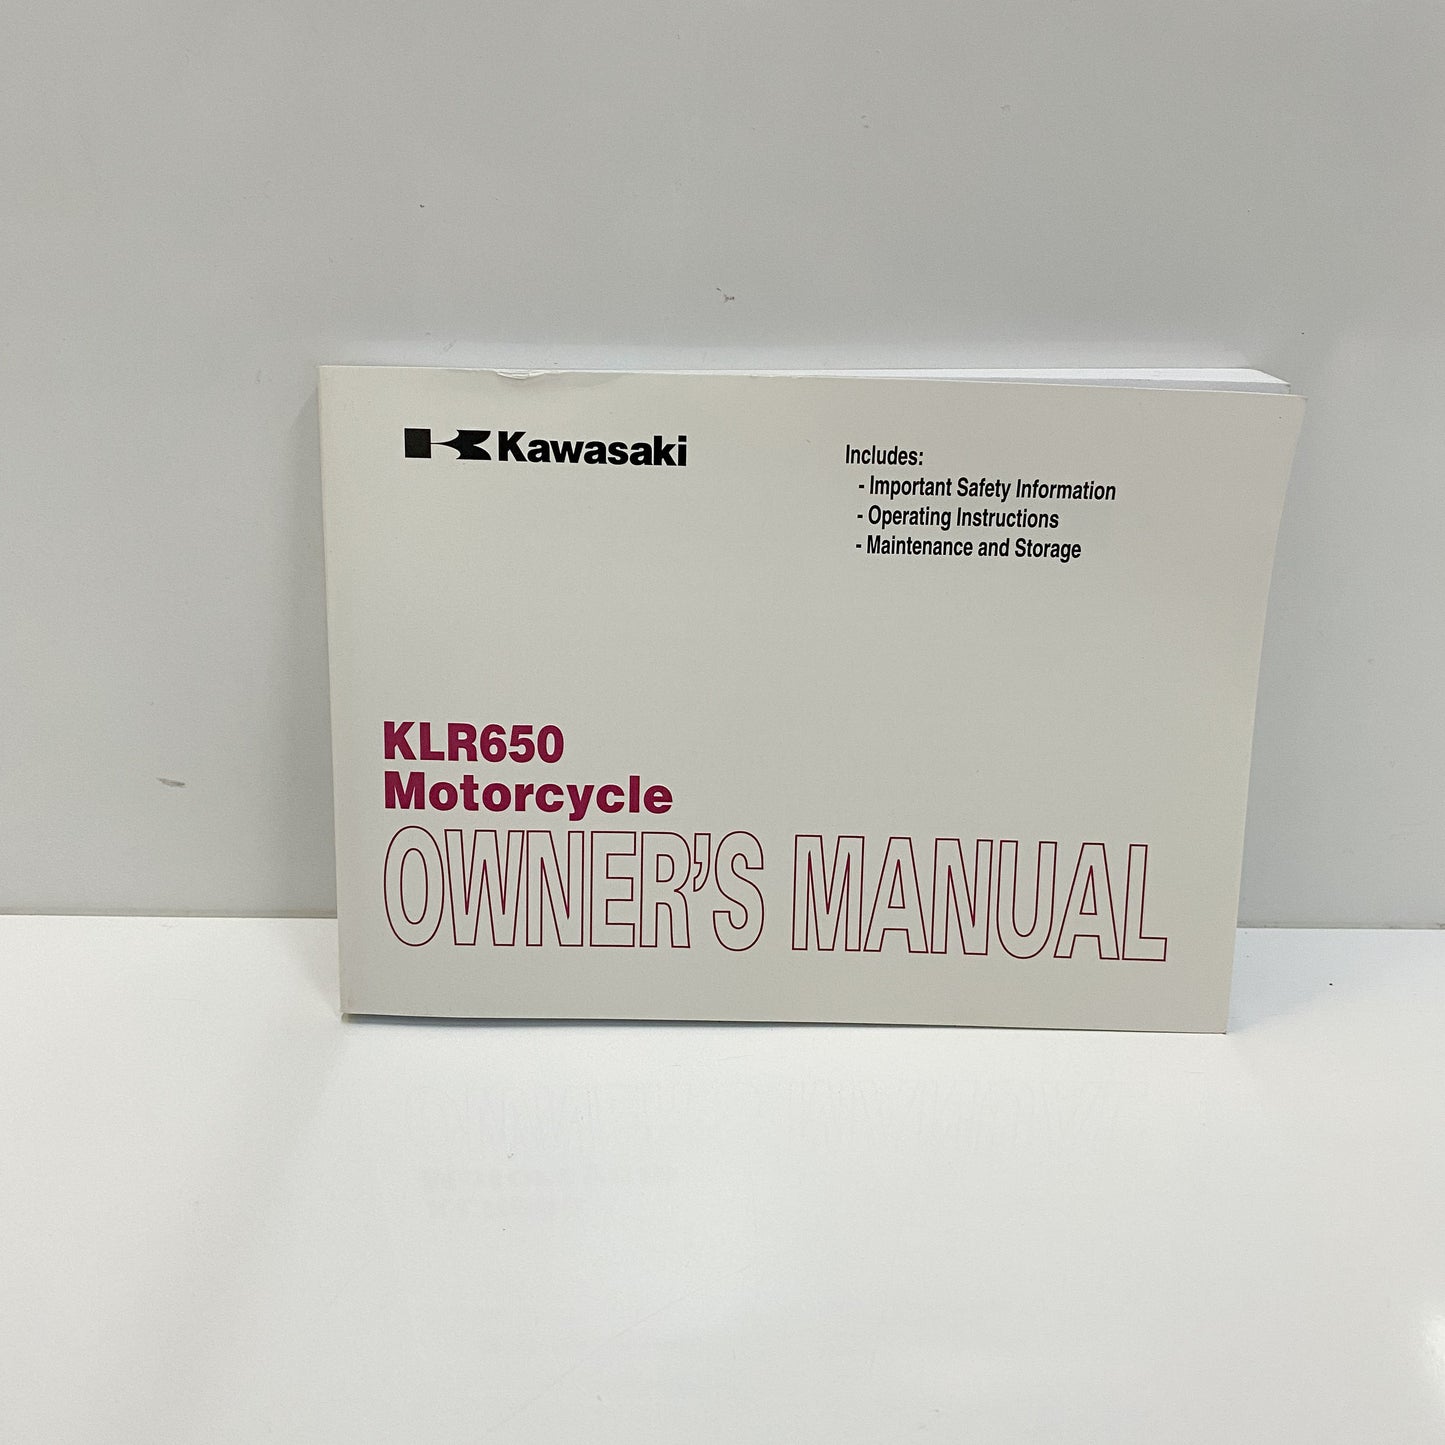 Kawasaki
Includes:
- Important Safety Information
- Operating Instructions
- Maintenance and Storage
KLR650
Motorcycle
OWNER'S MANUAL